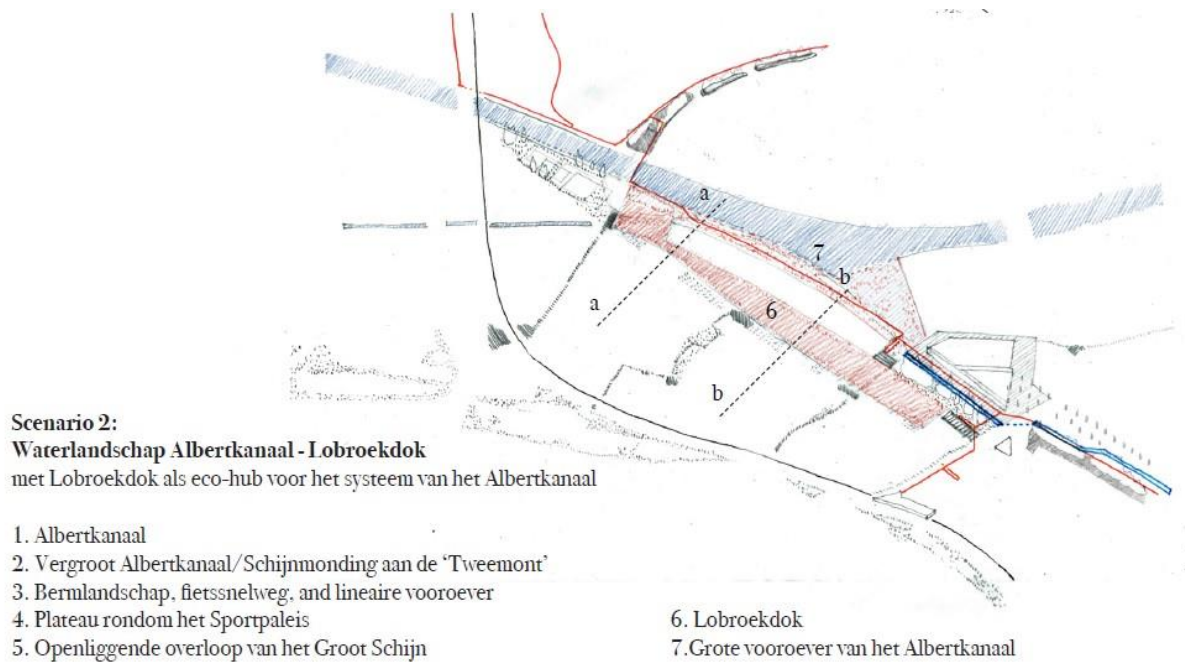 a
7
b
6
a
b
Scenario 2:
Waterlandschap Albertkanaal - Lobroekdok
met Lobroekdok als eco-hub voor het systeem van het Albertkanaal
1. Albertkanaal
2. Vergroot Albertkanaal/Schijnmonding aan de ‘Tweemont’
3. Bermlandschap, fietssnelweg, and lineaire vooroever
4. Plateau rondom het Sportpaleis
5. Openliggende overloop van het Groot Schijn
6. Lobroekdok
7.Grote vooroever van het Albertkanaal